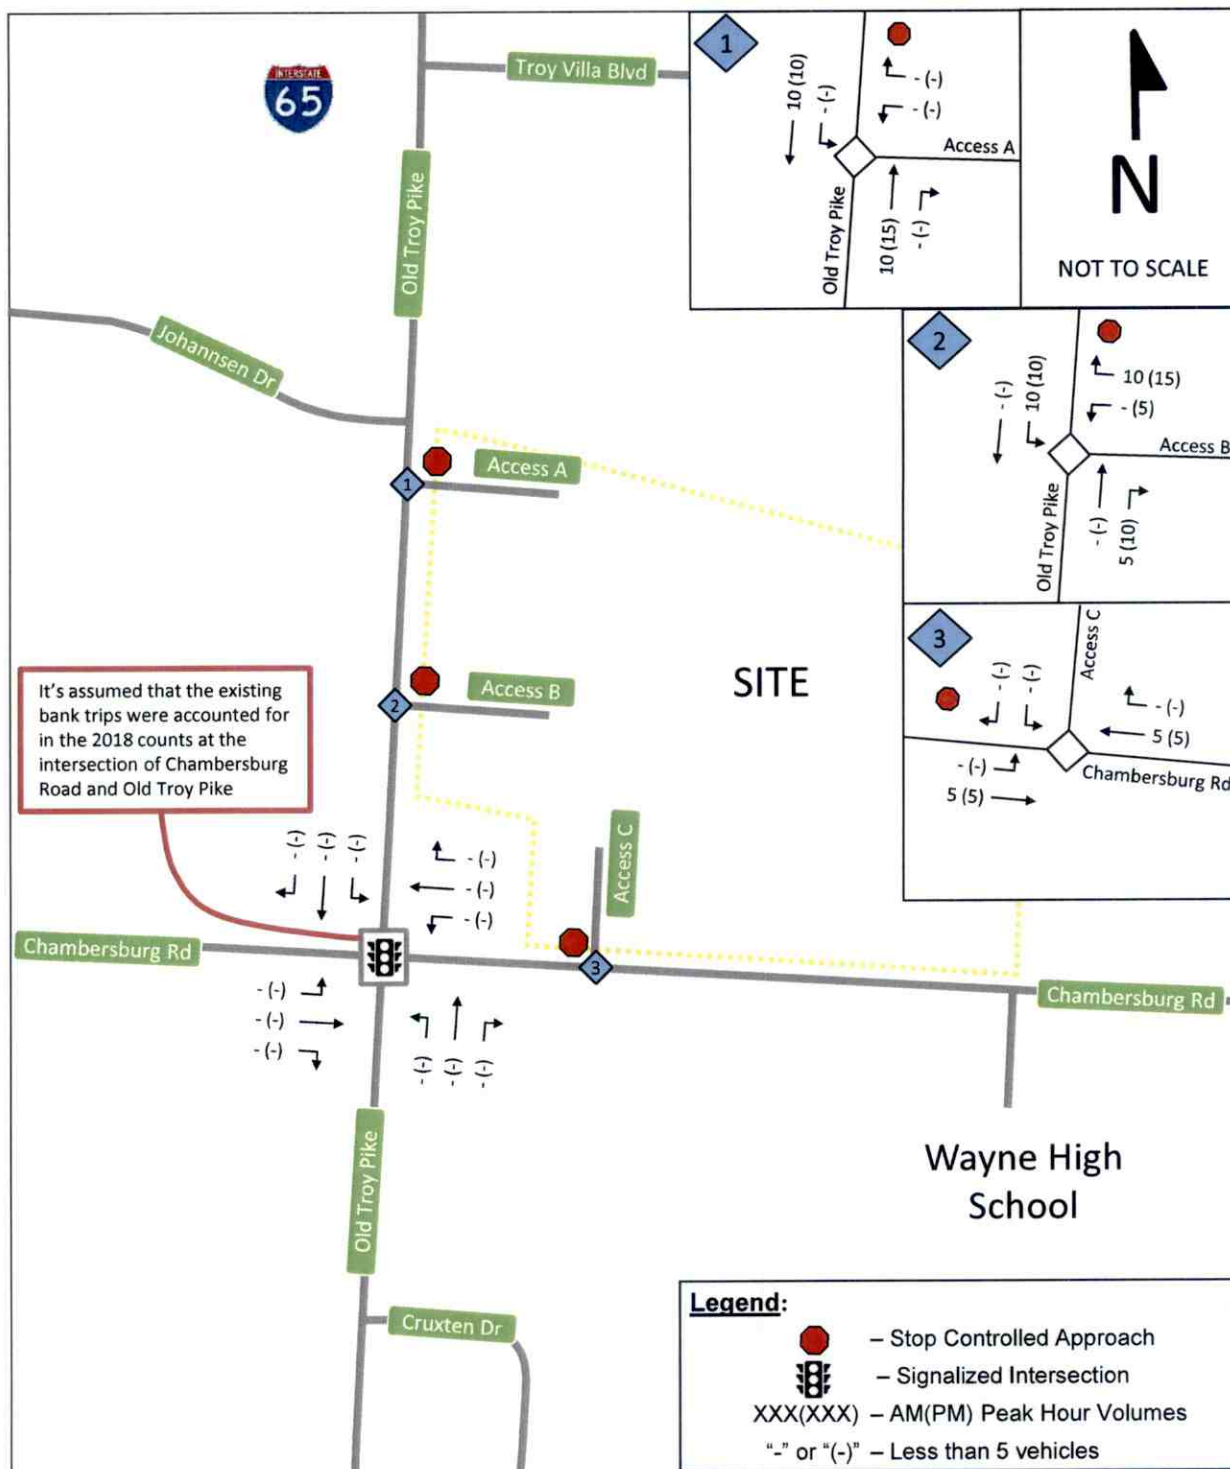 INTERSTATE
65
Troy Villa Blvd
Old Troy Pike
Johannsen Dr
Access A
1
Access B
2
SITE
It's assumed that the existing
bank trips were accounted for
in the 2018 counts at the
intersection of Chambersburg
Road and Old Troy Pike
- (-)
- (-)
- (-)
- (-)
- (-)
- (-)
Access C
Chambersburg Rd
3
Chambersburg Rd
- (-)
- (-)
- (-)
- (-)
- (-)
- (-)
Old Troy Pike
Cruxten Dr
Wayne High
School
1
10 (10)
- (-)
- (-)
- (-)
Access A
Old Troy Pike
10 (15)
- (-)
N
NOT TO SCALE
2
- (-)
10 (10)
10 (15)
- (5)
Access B
Old Troy Pike
- (-)
5 (10)
3
- (-)
- (-)
Access C
- (-)
5 (5)
- (-)
5 (5)
Chambersburg Rd
Legend:
– Stop Controlled Approach
– Signalized Intersection
XXX(XXX) – AM(PM) Peak Hour Volumes
"-" or "(-)" – Less than 5 vehicles